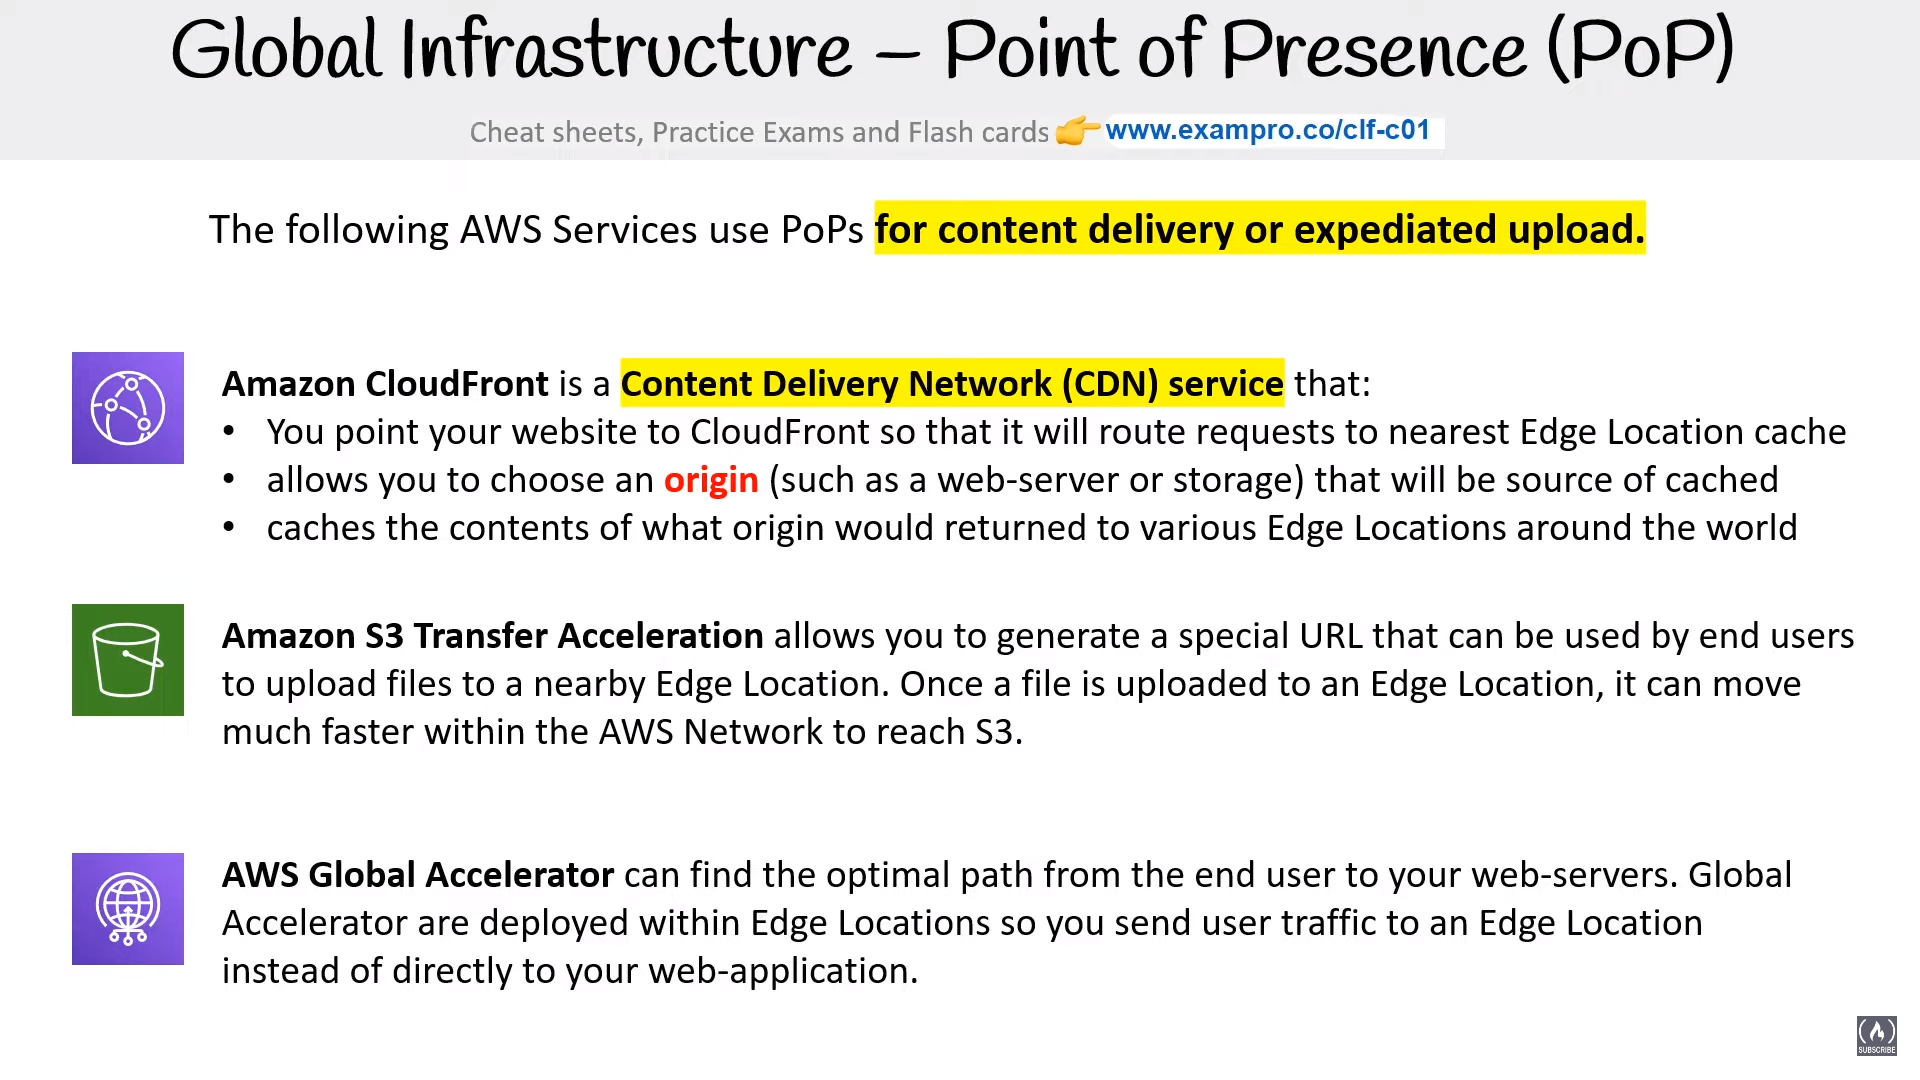 Global Infrastructure – Point of Presence (PoP)
Cheat sheets, Practice Exams and Flash cards 👉 www.exampro.co/clf-c01
The following AWS Services use PoPs for content delivery or expediated upload.
Amazon CloudFront is a Content Delivery Network (CDN) service that:
• You point your website to CloudFront so that it will route requests to nearest Edge Location cache
• allows you to choose an origin (such as a web-server or storage) that will be source of cached
• caches the contents of what origin would returned to various Edge Locations around the world
Amazon S3 Transfer Acceleration allows you to generate a special URL that can be used by end users
to upload files to a nearby Edge Location. Once a file is uploaded to an Edge Location, it can move
much faster within the AWS Network to reach S3.
AWS Global Accelerator can find the optimal path from the end user to your web-servers. Global
Accelerator are deployed within Edge Locations so you send user traffic to an Edge Location
instead of directly to your web-application.
SUBSCRIBE